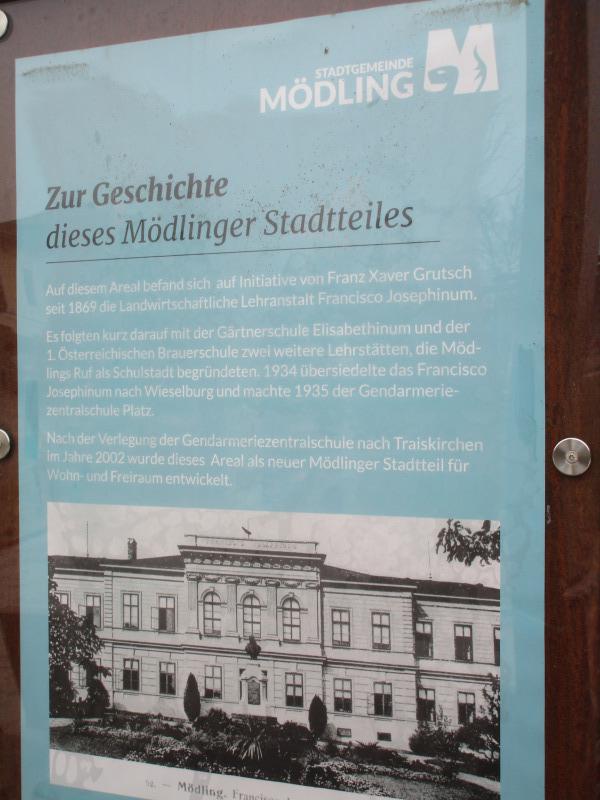 STADTGEMEINDE
MÖDLING
Zur Geschichte
dieses Mödlinger Stadtteiles
Auf diesem Areal befand sich auf Initiative von Franz Xaver Grutsch
seit 1869 die Landwirtschaftliche Lehranstalt Francisco Josephinum.
Es folgten kurz darauf mit der Gärtnerschule Elisabethinum und der
1. Österreichischen Brauerschule zwei weitere Lehrstätten, die Möd-
lings Ruf als Schulstadt begründeten. 1934 übersiedelte das Francisco
Josephinum nach Wieselburg und machte 1935 der Gendarmerie-
zentralschule Platz.
Nach der Verlegung der Gendarmeriezentralschule nach Traiskirchen
im Jahre 2002 wurde dieses Areal als neuer Mödlinger Stadtteil für
Wohn- und Freiraum entwickelt.
— Mödling.